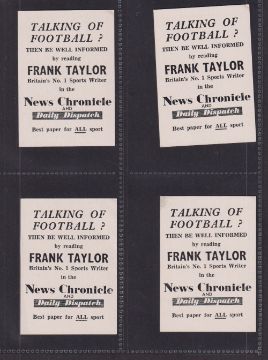 TALKING OF
FOOTBALL ?
THEN BE WELL INFORMED
by reading
FRANK TAYLOR
Britain's No. 1 Sports Writer
in the
News Chronicle
AND
Daily Dispatch
Best paper for ALL sport
TALKING OF
FOOTBALL ?
THEN BE WELL INFORMED
by reading
FRANK TAYLOR
Britain's No. 1 Sports Writer
in the
News Chronicle
AND
Daily Dispatch
Best paper for ALL sport
TALKING OF
FOOTBALL ?
THEN BE WELL INFORMED
by reading
FRANK TAYLOR
Britain's No. 1 Sports Writer
in the
News Chronicle
AND
Daily Dispatch
Best paper for ALL sport
TALKING OF
FOOTBALL ?
THEN BE WELL INFORMED
by reading
FRANK TAYLOR
Britain's No. 1 Sports Writer
in the
News Chronicle
AND
Daily Dispatch
Best paper for ALL sport